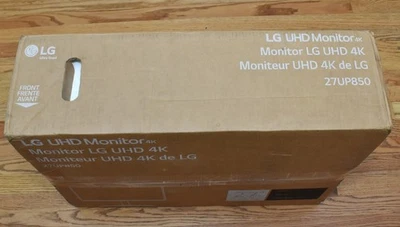 LG
LG UHD Monitor 4K
Monitor LG UHD 4K
Moniteur UHD 4K de LG
27UP850
FRONT
FRENTE
AVANT
LG UHD Monitor 4K
Monitor LG UHD 4K
Moniteur UHD 4K de LG
27UP850